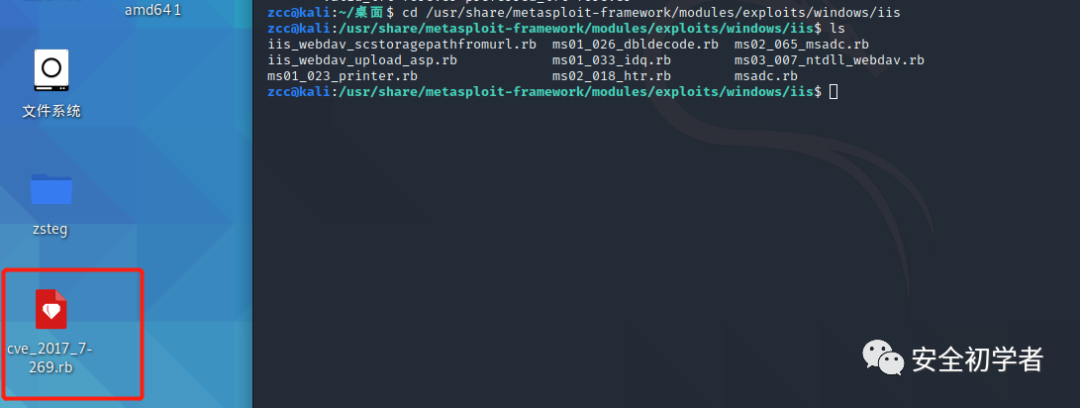 amd64 1
文件系统
zsteg
cve_2017_7-
269.rb
zcc@kali:~/桌面$ cd /usr/share/metasploit-framework/modules/exploits/windows/iis
zcc@kali:/usr/share/metasploit-framework/modules/exploits/windows/iis$ ls
iis_webdav_scstoragepathfromurl.rb ms01_026_dbldecode.rb ms02_065_msadc.rb
iis_webdav_upload_asp.rb ms01_033_idq.rb ms03_007_ntdll_webdav.rb
ms01_023_printer.rb ms02_018_htr.rb msadc.rb
zcc@kali:/usr/share/metasploit-framework/modules/exploits/windows/iis$
安全初学者